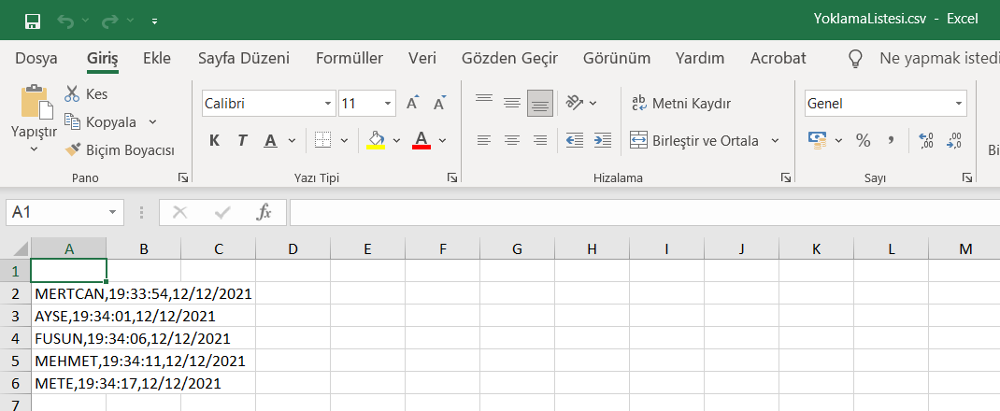 YoklamaListesi.csv - Excel
Dosya Giriş Ekle Sayfa Düzeni Formüller Veri Gözden Geçir Görünüm Yardım Acrobat Ne yapmak istedi
Yapıştır
Kes
Kopyala
Biçim Boyacısı
Pano
Calibri 11 A A
K T A A
Yazı Tipi
ab Metni Kaydır
Birleştir ve Ortala
Hizalama
Genel
% , ,00 ,00
Sayı
Bi
A1 fx
A B C D E F G H I J K L M
1
2 MERTCAN,19:33:54,12/12/2021
3 AYSE,19:34:01,12/12/2021
4 FUSUN,19:34:06,12/12/2021
5 MEHMET,19:34:11,12/12/2021
6 METE,19:34:17,12/12/2021
7